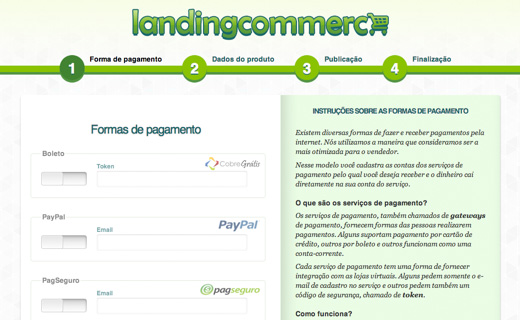 landingcommerc
1 Forma de pagamento
2 Dados do produto
3 Publicação
4 Finalização
Formas de pagamento
Boleto
Token
CobreGrátis
PayPal
Email
PayPal
PagSeguro
Email
pagseguro
INSTRUÇÕES SOBRE AS FORMAS DE PAGAMENTO
Existem diversas formas de fazer e receber pagamentos pela
internet. Nós utilizamos a maneira que consideramos ser a
mais otimizada para o vendedor.
Nesse modelo você cadastra as contas dos serviços de
pagamento pelo qual você deseja receber e o dinheiro cai
diretamente na sua conta do serviço.
O que são os serviços de pagamento?
Os serviços de pagamento, também chamados de gateways
de pagamento, fornecem formas das pessoas realizarem
pagamentos. Alguns suportam pagamento por cartão de
crédito, outros por boleto e outros funcionam como uma
conta-corrente.
Cada serviço de pagamento tem uma forma de fornecer
integração com as lojas virtuais. Alguns pedem somente o e-
mail de cadastro no serviço e outros pedem também um
código de segurança, chamado de token.
Como funciona?